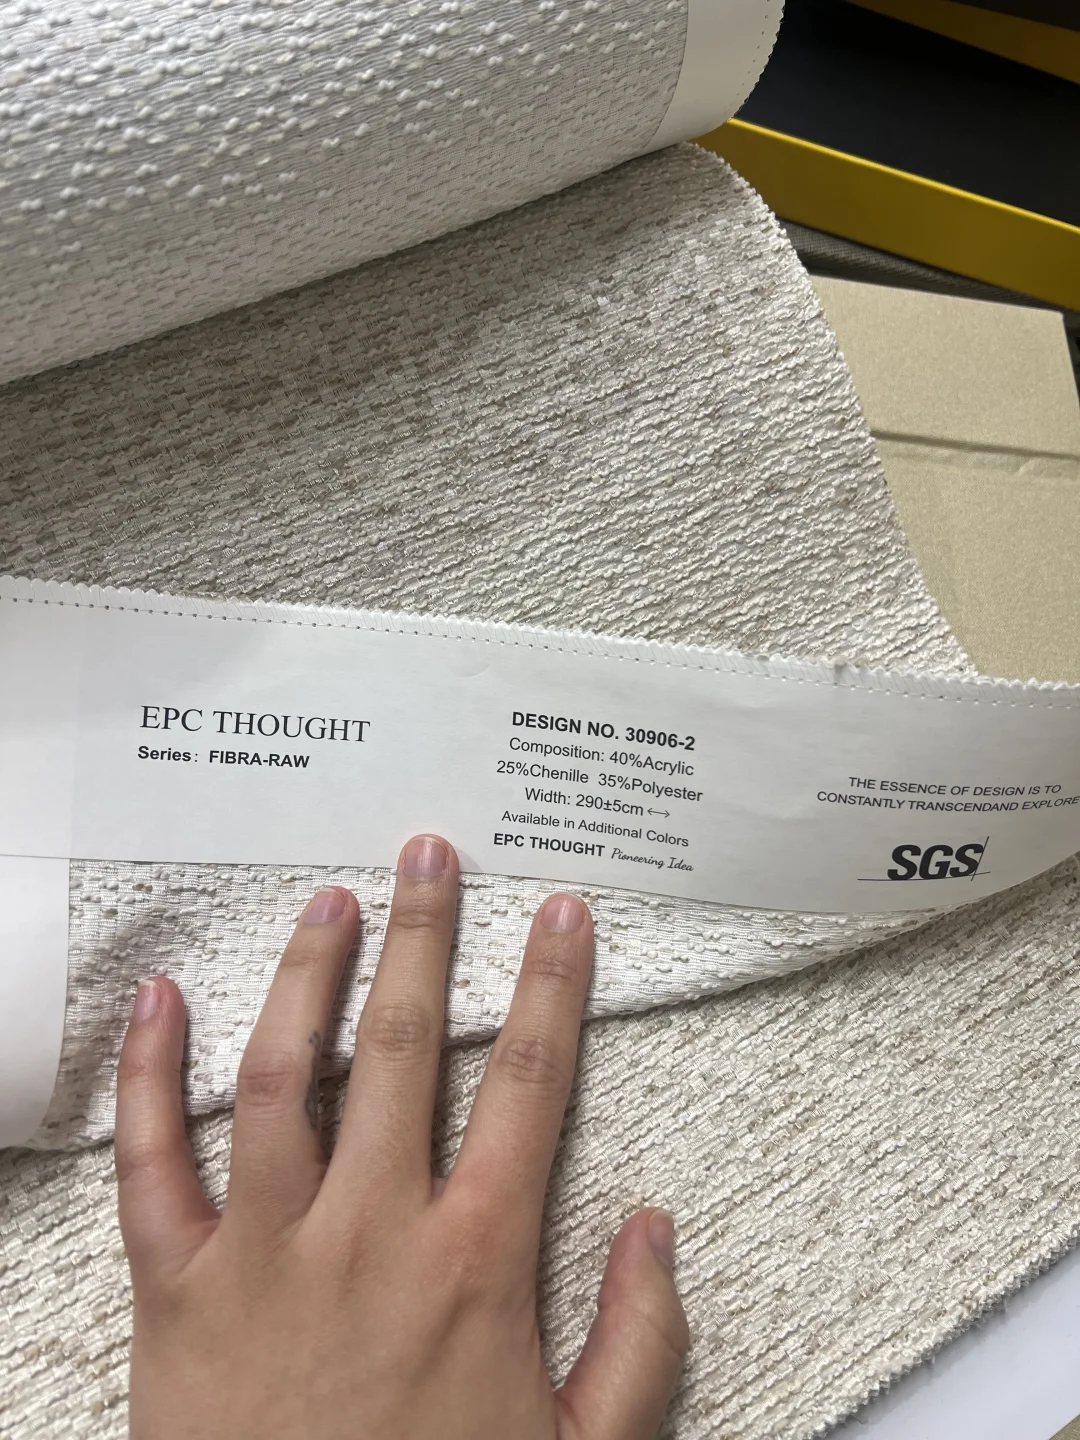 EPC THOUGHT
Series: FIBRA-RAW
DESIGN NO. 30906-2
Composition: 40%Acrylic
25%Chenille 35%Polyester
Width: 290±5cm ⟷
Available in Additional Colors
EPC THOUGHT Pioneering Idea
THE ESSENCE OF DESIGN IS TO
CONSTANTLY TRANSCENDAND EXPLORE
SGS